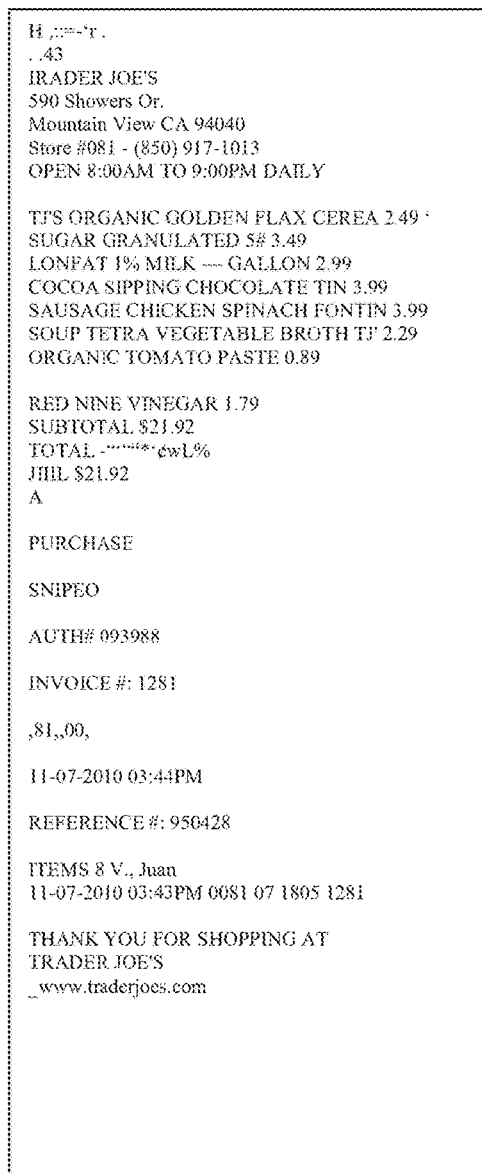 H ,::=-‘r .
. .43
IRADER JOE'S
590 Showers Or.
Mountain View CA 94040
Store #081 - (850) 917-1013
OPEN 8:00AM TO 9:00PM DAILY
TJ'S ORGANIC GOLDEN FLAX CEREA 2.49 ‘
SUGAR GRANULATED 5# 3.49
LONFAT 1% MILK — GALLON 2.99
COCOA SIPPING CHOCOLATE TIN 3.99
SAUSAGE CHICKEN SPINACH FONTIN 3.99
SOUP TETRA VEGETABLE BROTH TJ' 2.29
ORGANIC TOMATO PASTE 0.89
RED NINE VINEGAR 1.79
SUBTOTAL $21.92
TOTAL
JIIIL $21.92
A
PURCHASE
SNIPEO
AUTH# 093988
INVOICE #: 1281
,81,,00,
11-07-2010 03:44PM
REFERENCE #: 950428
ITEMS 8 V., Juan
11-07-2010 03:43PM 0081 07 1805 1281
THANK YOU FOR SHOPPING AT
TRADER JOE'S
_www.traderjoes.com